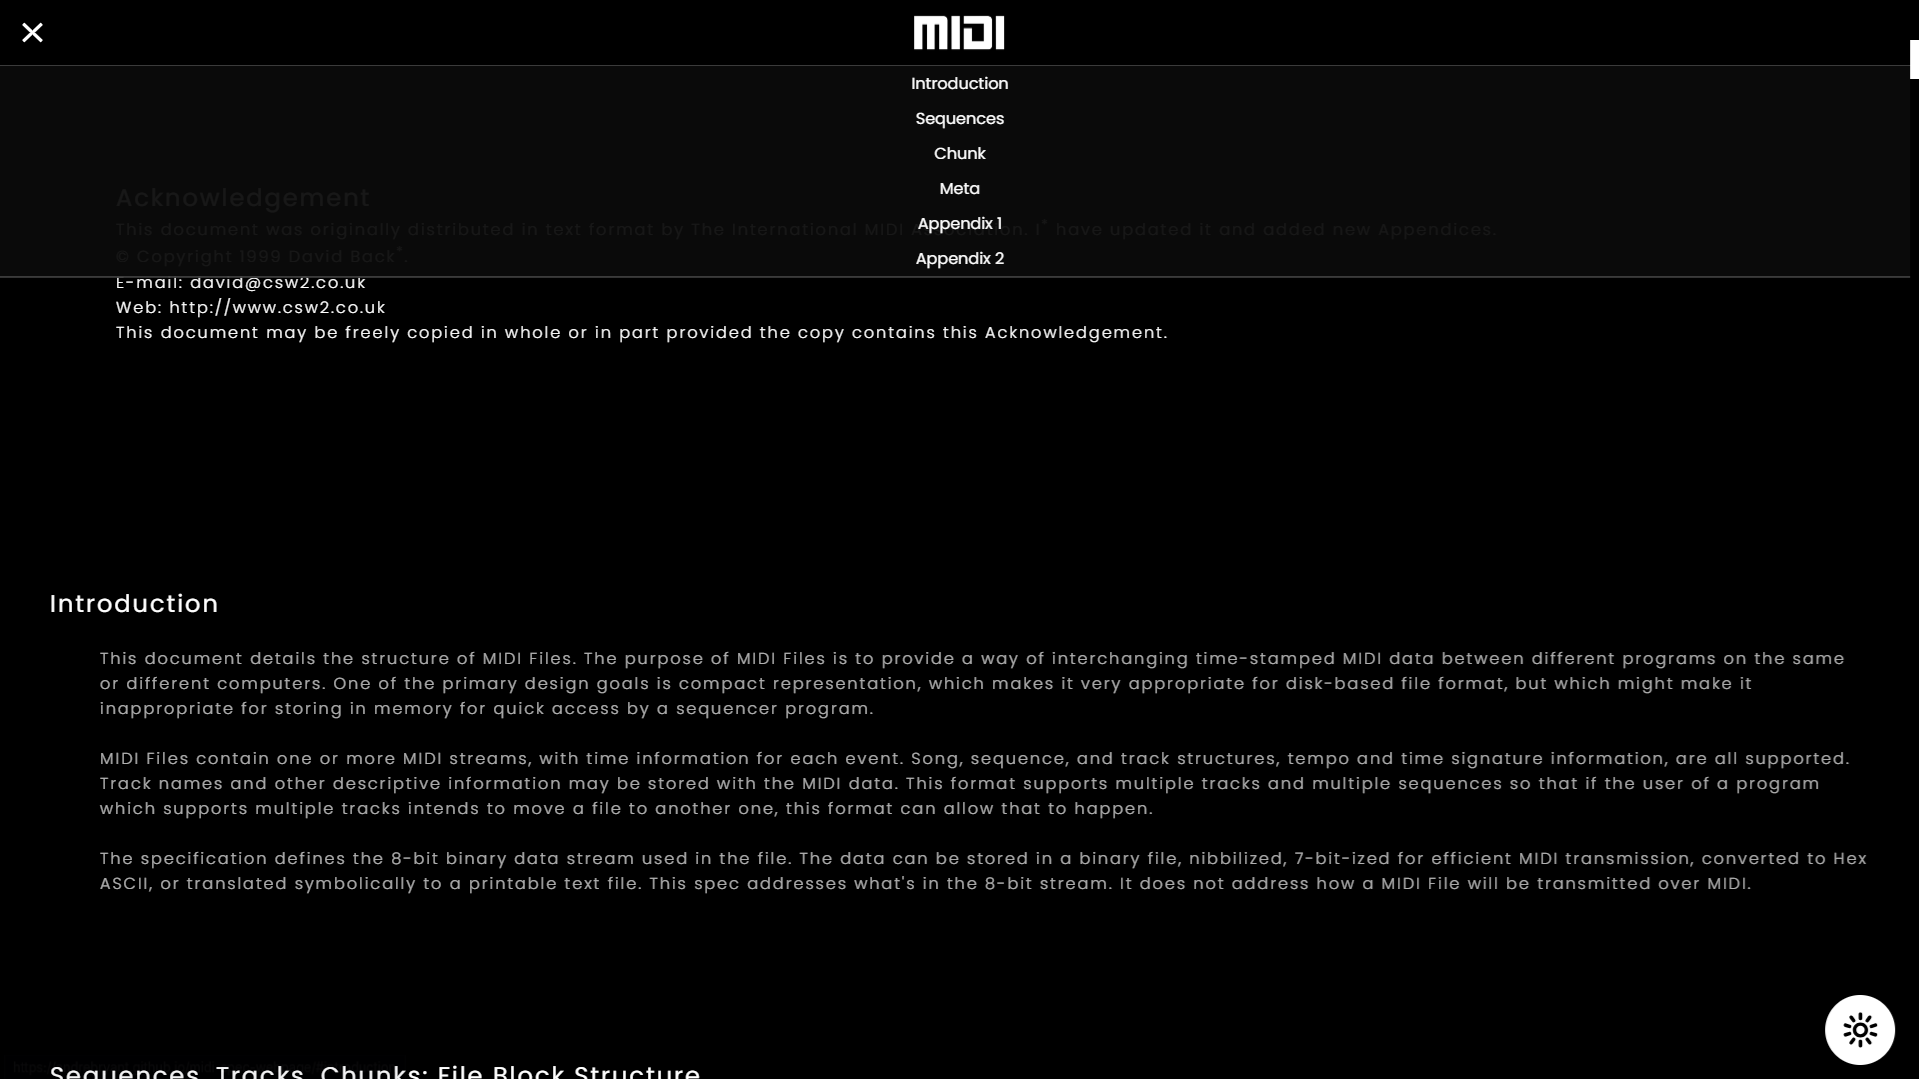 MIDI
Introduction
Sequences
Chunk
Meta
Appendix 1
Appendix 2
Acknowledgement
This document was originally distributed in text format by The International MIDI Association. I* have updated it and added new Appendices.
© Copyright 1999 David Back*.
E-mail: david@csw2.co.uk
Web: http://www.csw2.co.uk
This document may be freely copied in whole or in part provided the copy contains this Acknowledgement.
Introduction
This document details the structure of MIDI Files. The purpose of MIDI Files is to provide a way of interchanging time-stamped MIDI data between different programs on the same
or different computers. One of the primary design goals is compact representation, which makes it very appropriate for disk-based file format, but which might make it
inappropriate for storing in memory for quick access by a sequencer program.
MIDI Files contain one or more MIDI streams, with time information for each event. Song, sequence, and track structures, tempo and time signature information, are all supported.
Track names and other descriptive information may be stored with the MIDI data. This format supports multiple tracks and multiple sequences so that if the user of a program
which supports multiple tracks intends to move a file to another one, this format can allow that to happen.
The specification defines the 8-bit binary data stream used in the file. The data can be stored in a binary file, nibbilized, 7-bit-ized for efficient MIDI transmission, converted to Hex
ASCII, or translated symbolically to a printable text file. This spec addresses what's in the 8-bit stream. It does not address how a MIDI File will be transmitted over MIDI.
Sequences, Tracks, Chunks: File Block Structure